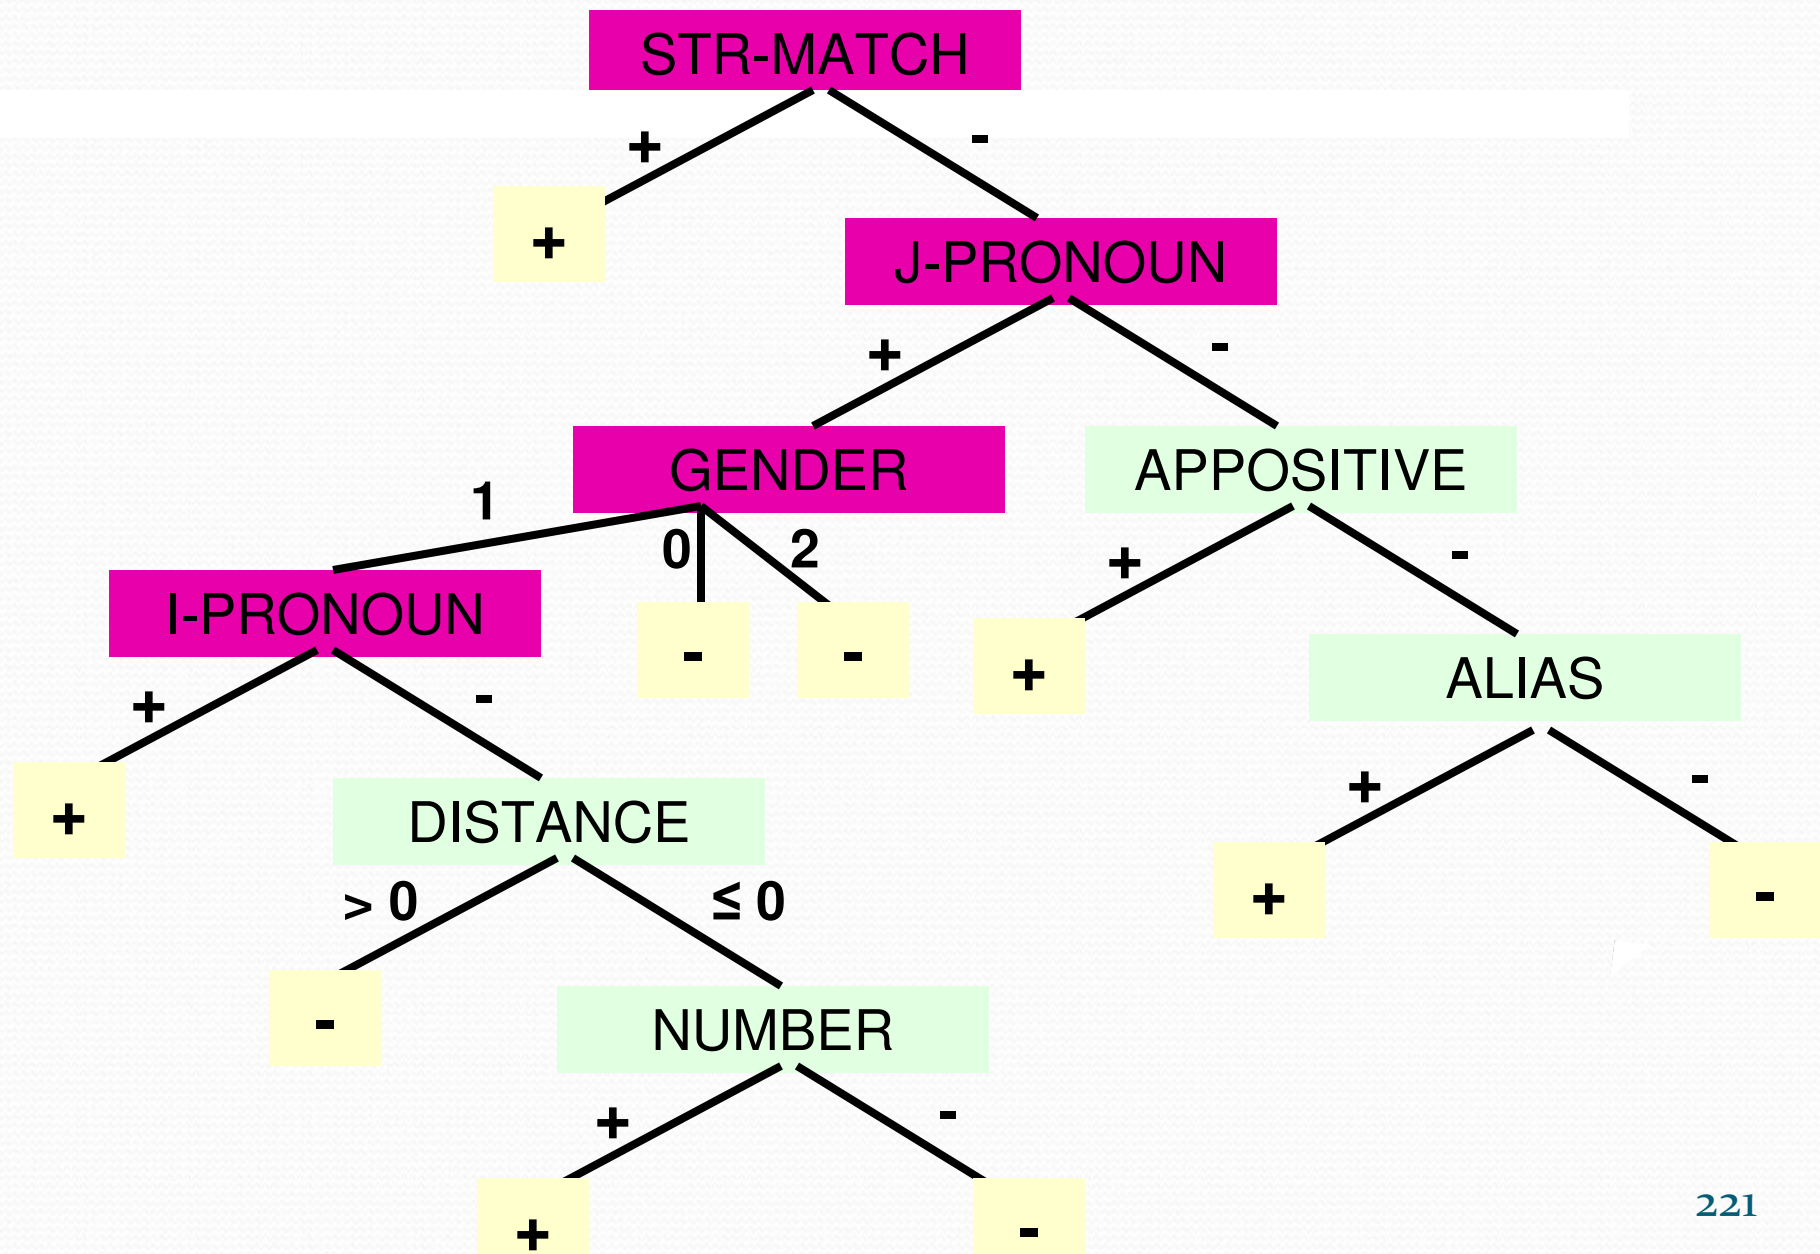 STR-MATCH
+ -
+
J-PRONOUN
+ -
GENDER APPOSITIVE
1 0 2 + -
I-PRONOUN - - + ALIAS
+ - + -
+ DISTANCE + -
> 0 ≤ 0
- NUMBER
+ -
+ -
221